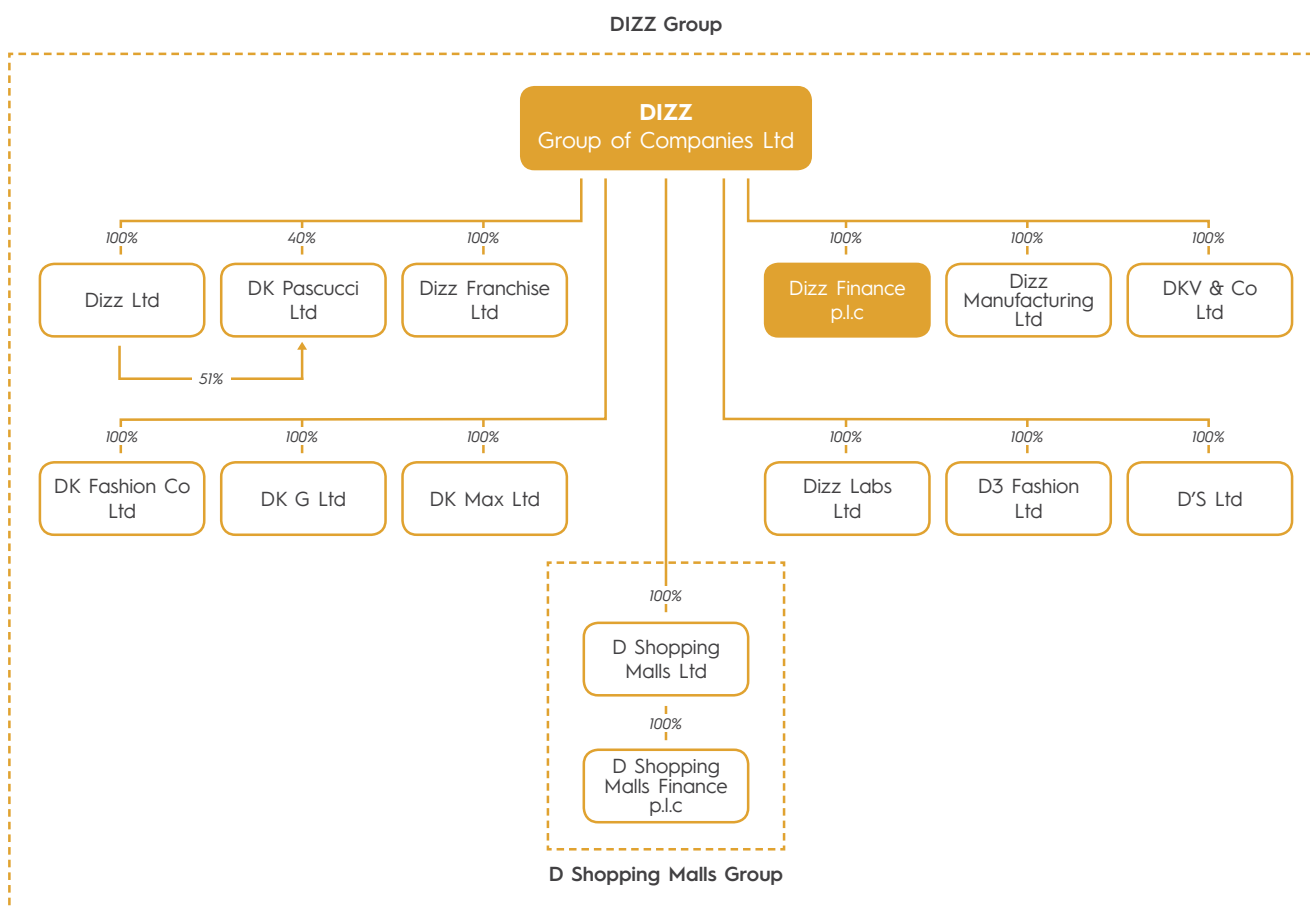 DIZZ Group
DIZZ
Group of Companies Ltd
100%
40%
100%
100%
100%
100%
Dizz Ltd
DK Pascucci
Ltd
Dizz Franchise
Ltd
Dizz Finance
p.l.c
Dizz
Manufacturing
Ltd
DKV & Co
Ltd
51%
100%
100%
100%
100%
100%
100%
DK Fashion Co
Ltd
DK G Ltd
DK Max Ltd
Dizz Labs
Ltd
D3 Fashion
Ltd
D'S Ltd
100%
D Shopping
Malls Ltd
100%
D Shopping
Malls Finance
p.l.c
D Shopping Malls Group